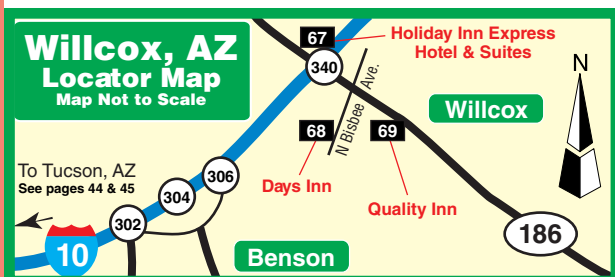 Willcox, AZ
Locator Map
Map Not to Scale
67
Holiday Inn Express
Hotel & Suites
340
N Bisbee Ave.
N
Willcox
68
69
Days Inn
Quality Inn
To Tucson, AZ
See pages 44 & 45
306
304
302
10
Benson
186